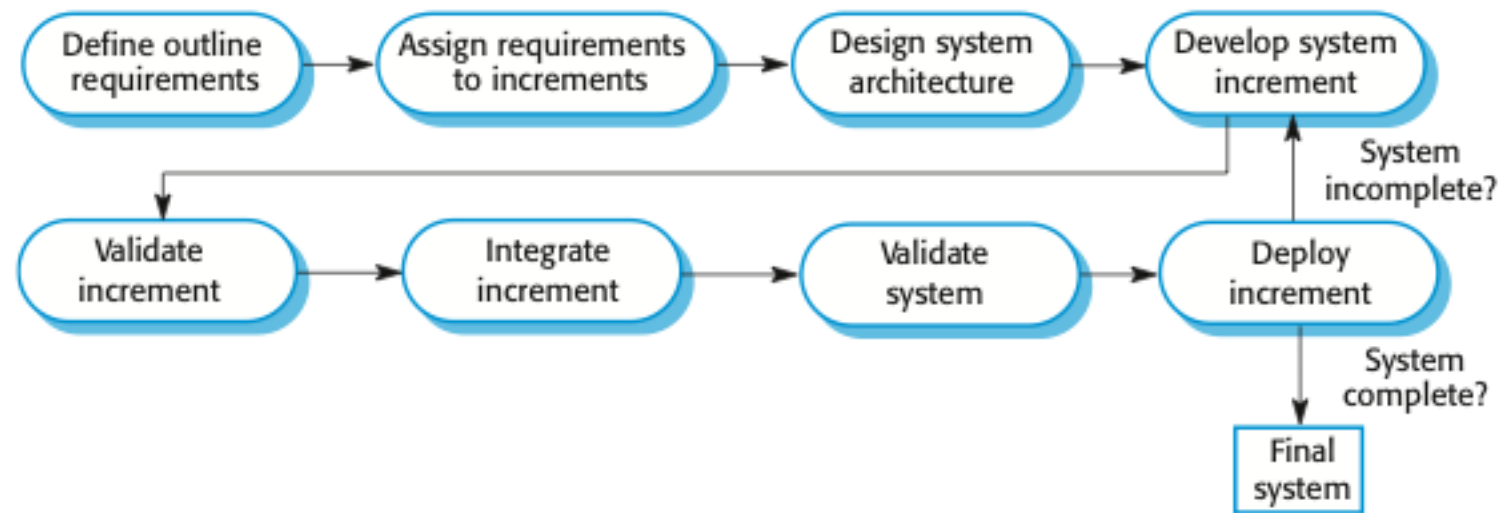 Define outline
requirements
Assign requirements
to increments
Design system
architecture
Develop system
increment
System
incomplete?
Validate
increment
Integrate
increment
Validate
system
Deploy
increment
System
complete?
Final
system